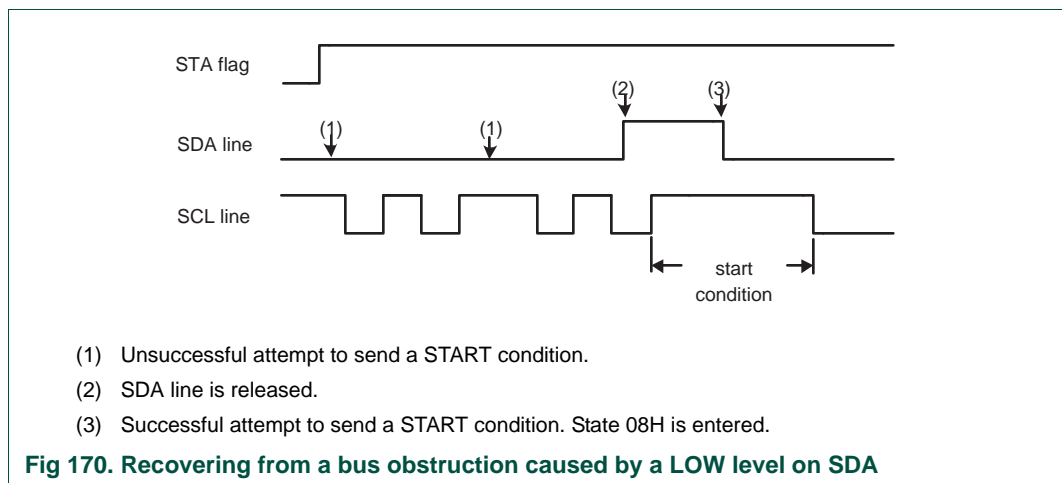 STA flag
(2)
(3)
(1)
(1)
SDA line
SCL line
start
condition
(1) Unsuccessful attempt to send a START condition.
(2) SDA line is released.
(3) Successful attempt to send a START condition. State 08H is entered.
Fig 170. Recovering from a bus obstruction caused by a LOW level on SDA